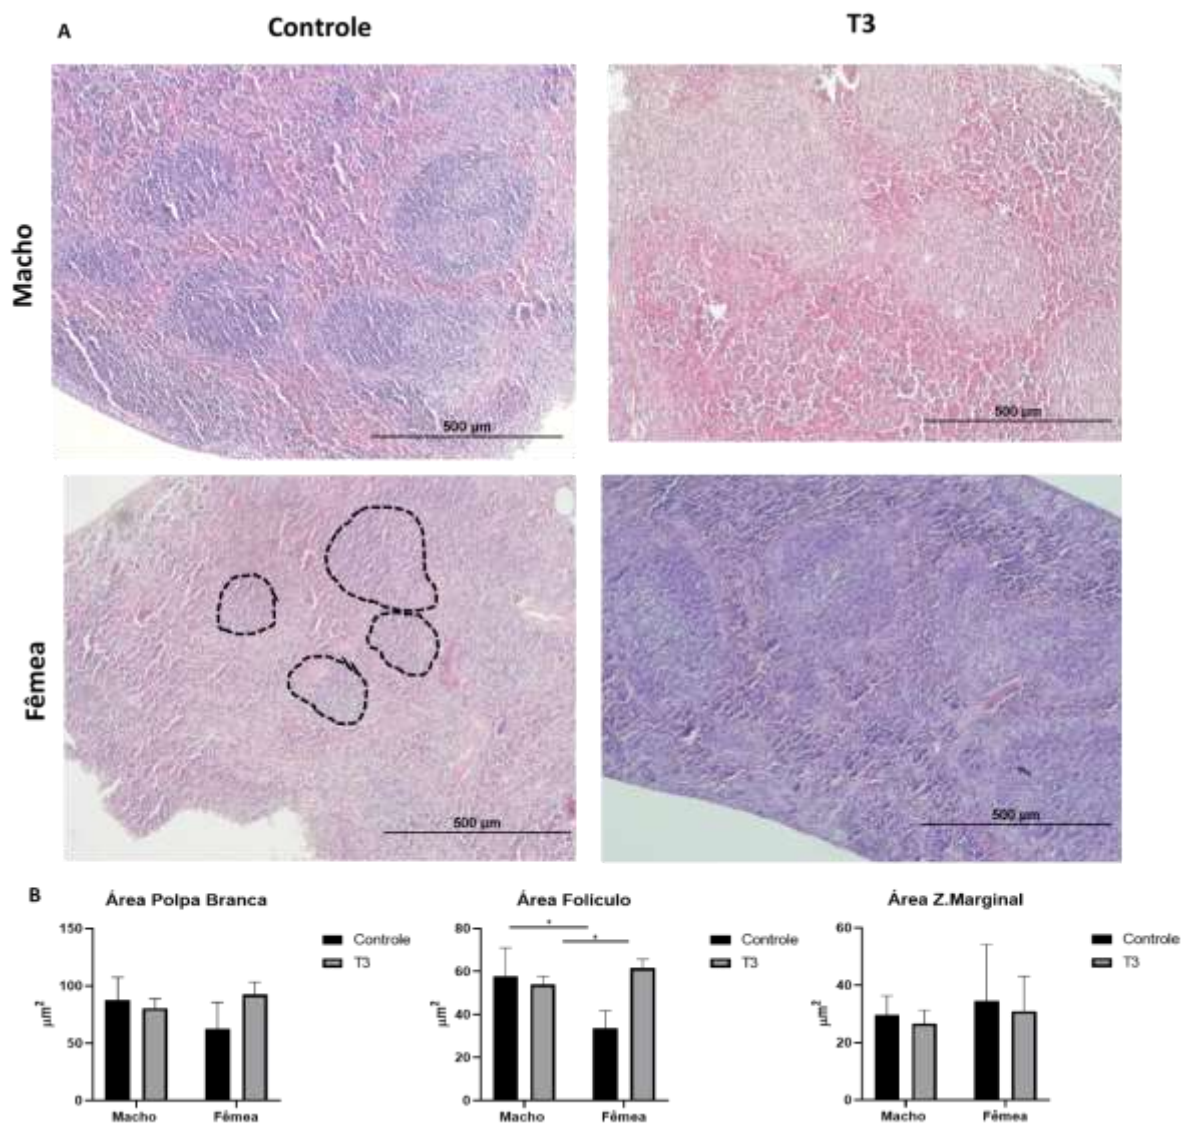 A
Controle
T3
Macho
500 µm
500 µm
Fêmea
500 µm
500 µm
B
Área Polpa Branca
150
100
50
0
µm²
Macho
Fêmea
Controle
T3
Área Folículo
80
60
40
20
0
µm²
*
*
Macho
Fêmea
Controle
T3
Área Z.Marginal
60
40
20
0
µm²
Macho
Fêmea
Controle
T3